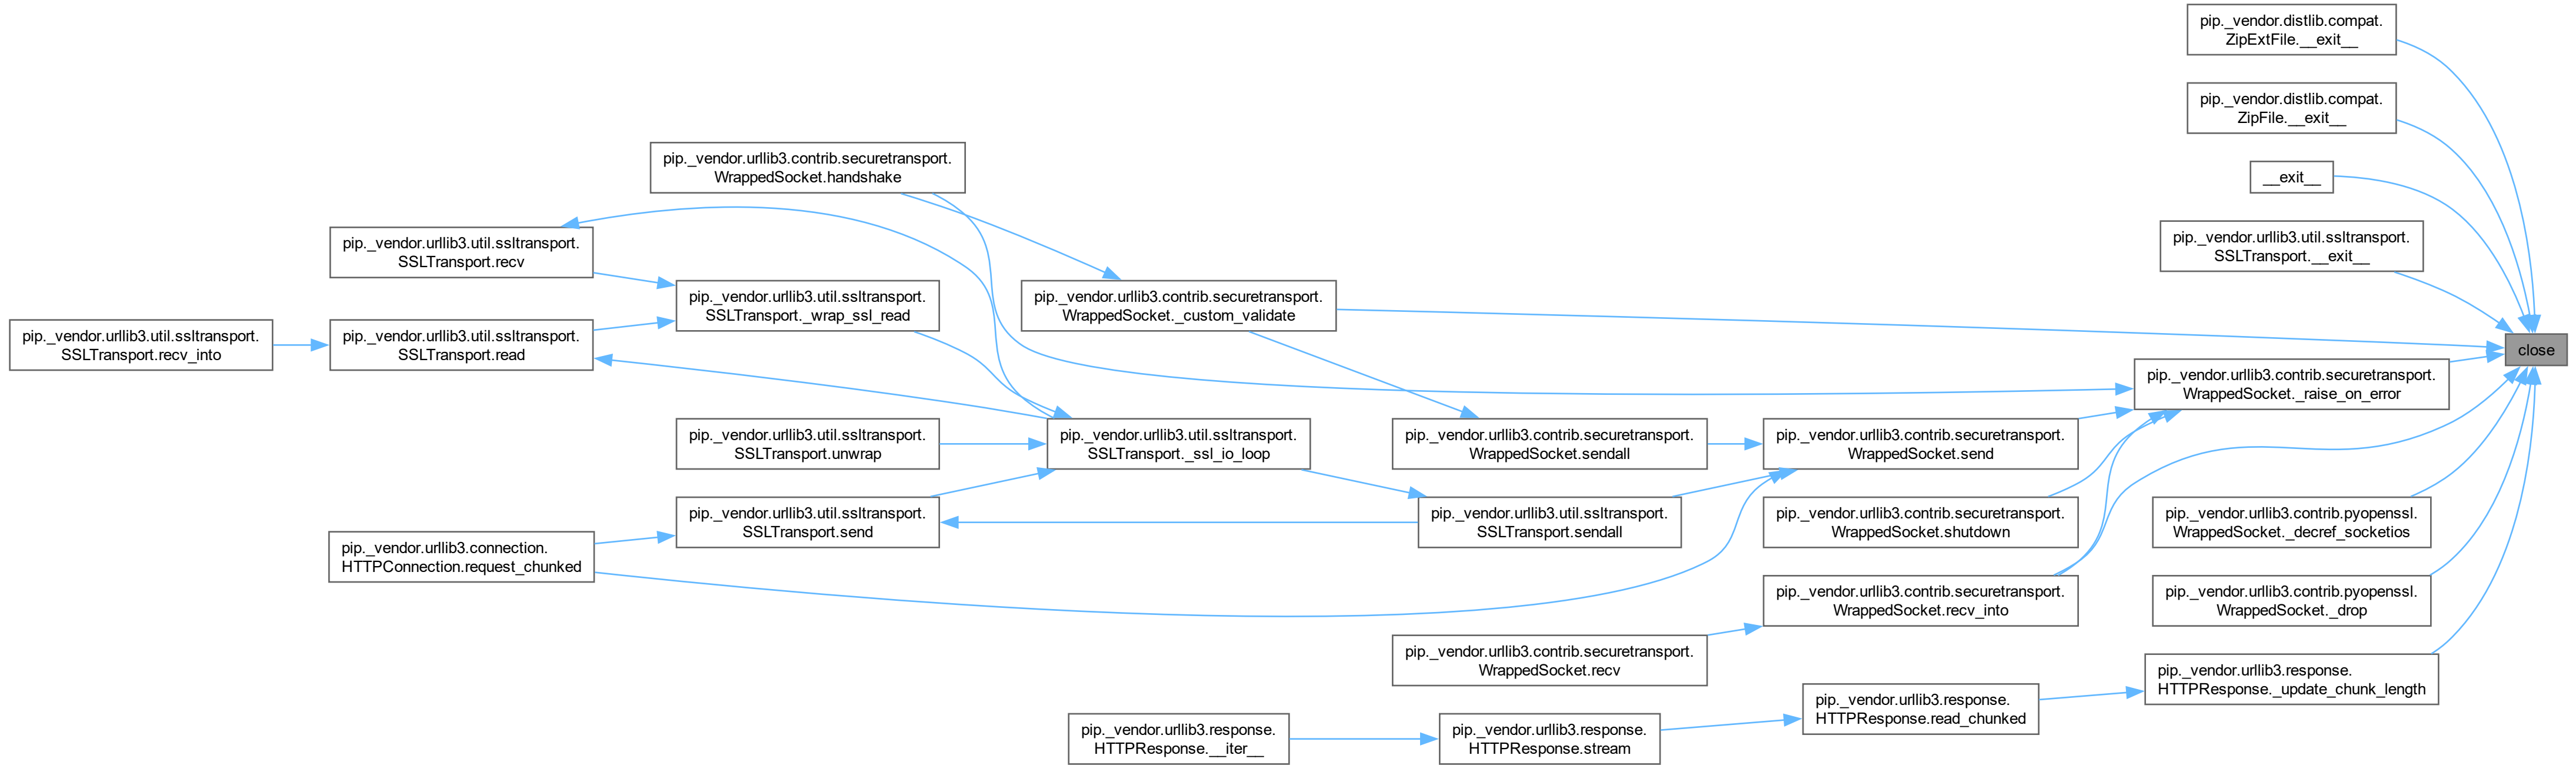 pip._vendor.distlib.compat.
ZipExtFile.__exit__
pip._vendor.distlib.compat.
ZipFile.__exit__
pip._vendor.urllib3.contrib.securetransport.
WrappedSocket.handshake
__exit__
pip._vendor.urllib3.util.ssltransport.
SSLTransport.recv
pip._vendor.urllib3.util.ssltransport.
SSLTransport.__exit__
pip._vendor.urllib3.util.ssltransport.
SSLTransport._wrap_ssl_read
pip._vendor.urllib3.contrib.securetransport.
WrappedSocket._custom_validate
pip._vendor.urllib3.util.ssltransport.
SSLTransport.recv_into
pip._vendor.urllib3.util.ssltransport.
SSLTransport.read
close
pip._vendor.urllib3.contrib.securetransport.
WrappedSocket._raise_on_error
pip._vendor.urllib3.util.ssltransport.
SSLTransport.unwrap
pip._vendor.urllib3.util.ssltransport.
SSLTransport._ssl_io_loop
pip._vendor.urllib3.contrib.securetransport.
WrappedSocket.sendall
pip._vendor.urllib3.contrib.securetransport.
WrappedSocket.send
pip._vendor.urllib3.util.ssltransport.
SSLTransport.send
pip._vendor.urllib3.util.ssltransport.
SSLTransport.sendall
pip._vendor.urllib3.contrib.securetransport.
WrappedSocket.shutdown
pip._vendor.urllib3.contrib.pyopenssl.
WrappedSocket._decref_socketios
pip._vendor.urllib3.connection.
HTTPConnection.request_chunked
pip._vendor.urllib3.contrib.securetransport.
WrappedSocket.recv_into
pip._vendor.urllib3.contrib.pyopenssl.
WrappedSocket._drop
pip._vendor.urllib3.contrib.securetransport.
WrappedSocket.recv
pip._vendor.urllib3.response.
HTTPResponse._update_chunk_length
pip._vendor.urllib3.response.
HTTPResponse.read_chunked
pip._vendor.urllib3.response.
HTTPResponse.__iter__
pip._vendor.urllib3.response.
HTTPResponse.stream